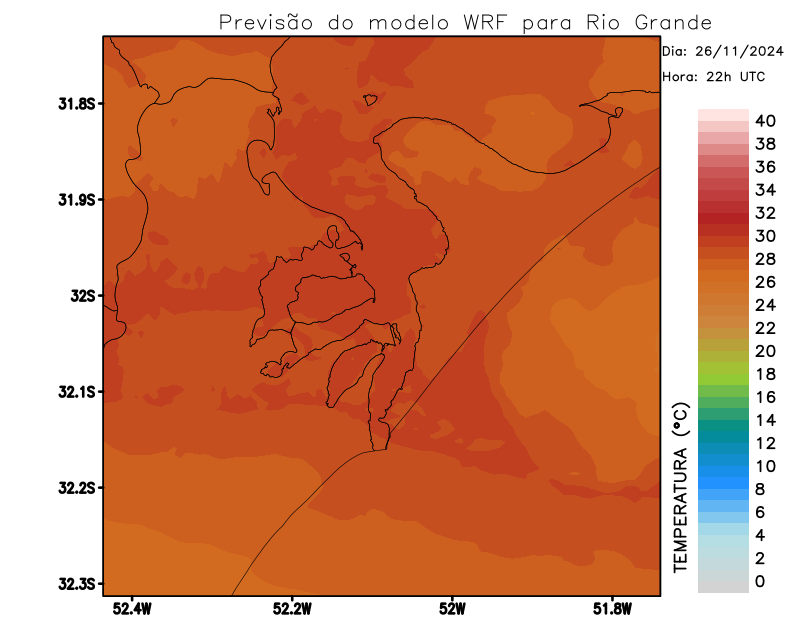 Previsão do modelo WRF para Rio Grande
Dia: 26/11/2024
Hora: 22h UTC
31.8S
31.9S
32S
32.1S
32.2S
32.3S
52.4W
52.2W
52W
51.8W
TEMPERATURA (°C)
40
38
36
34
32
30
28
26
24
22
20
18
16
14
12
10
8
6
4
2
0